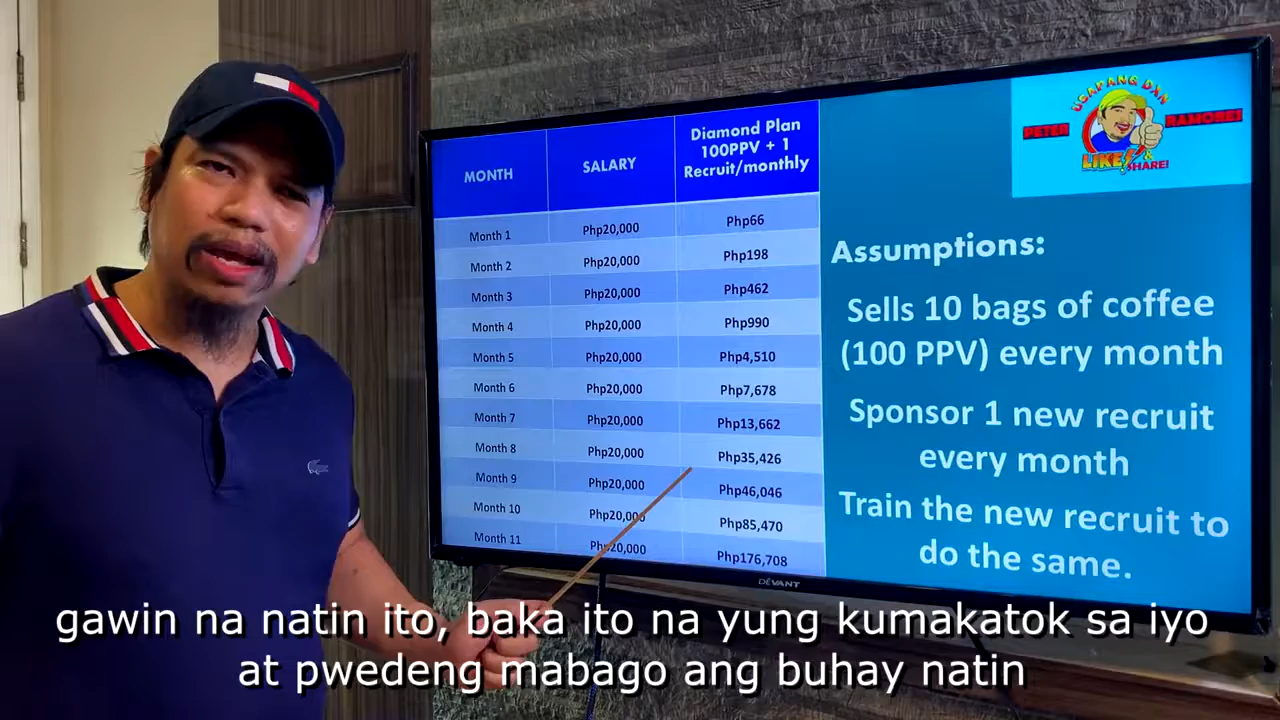 MONTH SALARY Diamond Plan
100PPV + 1
Recruit/monthly
Month 1 Php20,000 Php66
Month 2 Php20,000 Php198
Month 3 Php20,000 Php462
Month 4 Php20,000 Php990
Month 5 Php20,000 Php4,510
Month 6 Php20,000 Php7,678
Month 7 Php20,000 Php13,662
Month 8 Php20,000 Php35,426
Month 9 Php20,000 Php46,046
Month 10 Php20,000 Php85,470
Month 11 Php20,000 Php176,708
USAPANG DXN
PETER RAMORES
LIKE & SHARE!
Assumptions:
Sells 10 bags of coffee
(100 PPV) every month
Sponsor 1 new recruit
every month
Train the new recruit to
do the same.
DEVANT
gawin na natin ito, baka ito na yung kumakatok sa iyo
at pwedeng mabago ang buhay natin